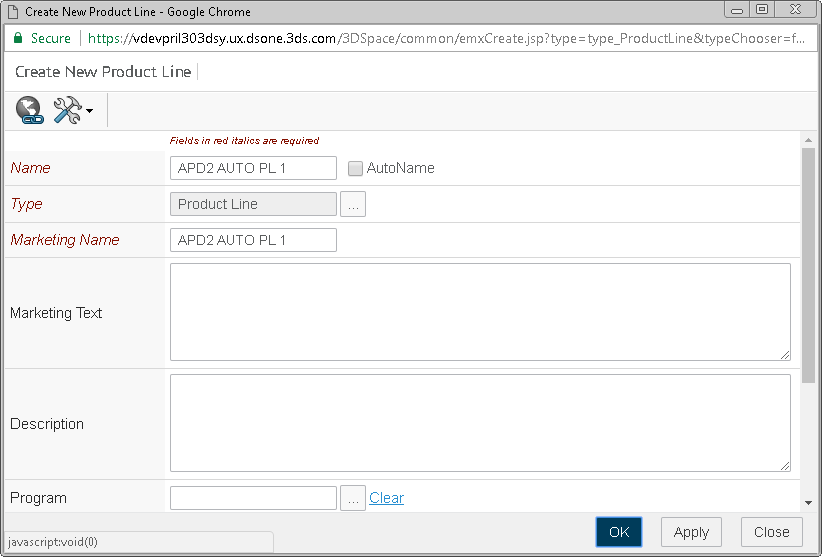 Create New Product Line - Google Chrome
Secure https://vdevpril303dsy.ux.dsone.3ds.com/3DSpace/common/emxCreate.jsp?type=type_ProductLine&typeChooser=f...
Create New Product Line
Fields in red italics are required
Name APD2 AUTO PL 1 AutoName
Type Product Line ...
Marketing Name APD2 AUTO PL 1
Marketing Text
Description
Program ... Clear
OK Apply Close
javascript:void(0)